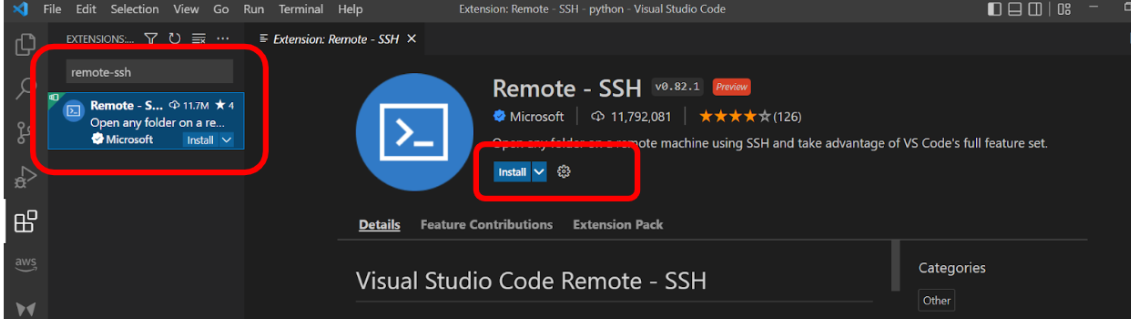 File Edit Selection View Go Run Terminal Help
Extension: Remote - SSH - python - Visual Studio Code
EXTENSIONS:...
Extension: Remote - SSH
remote-ssh
Remote - S... 11.7M ★ 4
Open any folder on a re...
Microsoft
Install
Remote - SSH v0.82.1 Preview
Microsoft | 11,792,081 | ★★★★☆(126)
Open any folder on a remote machine using SSH and take advantage of VS Code's full feature set.
Install
Details Feature Contributions Extension Pack
Visual Studio Code Remote - SSH
Categories
Other
aws